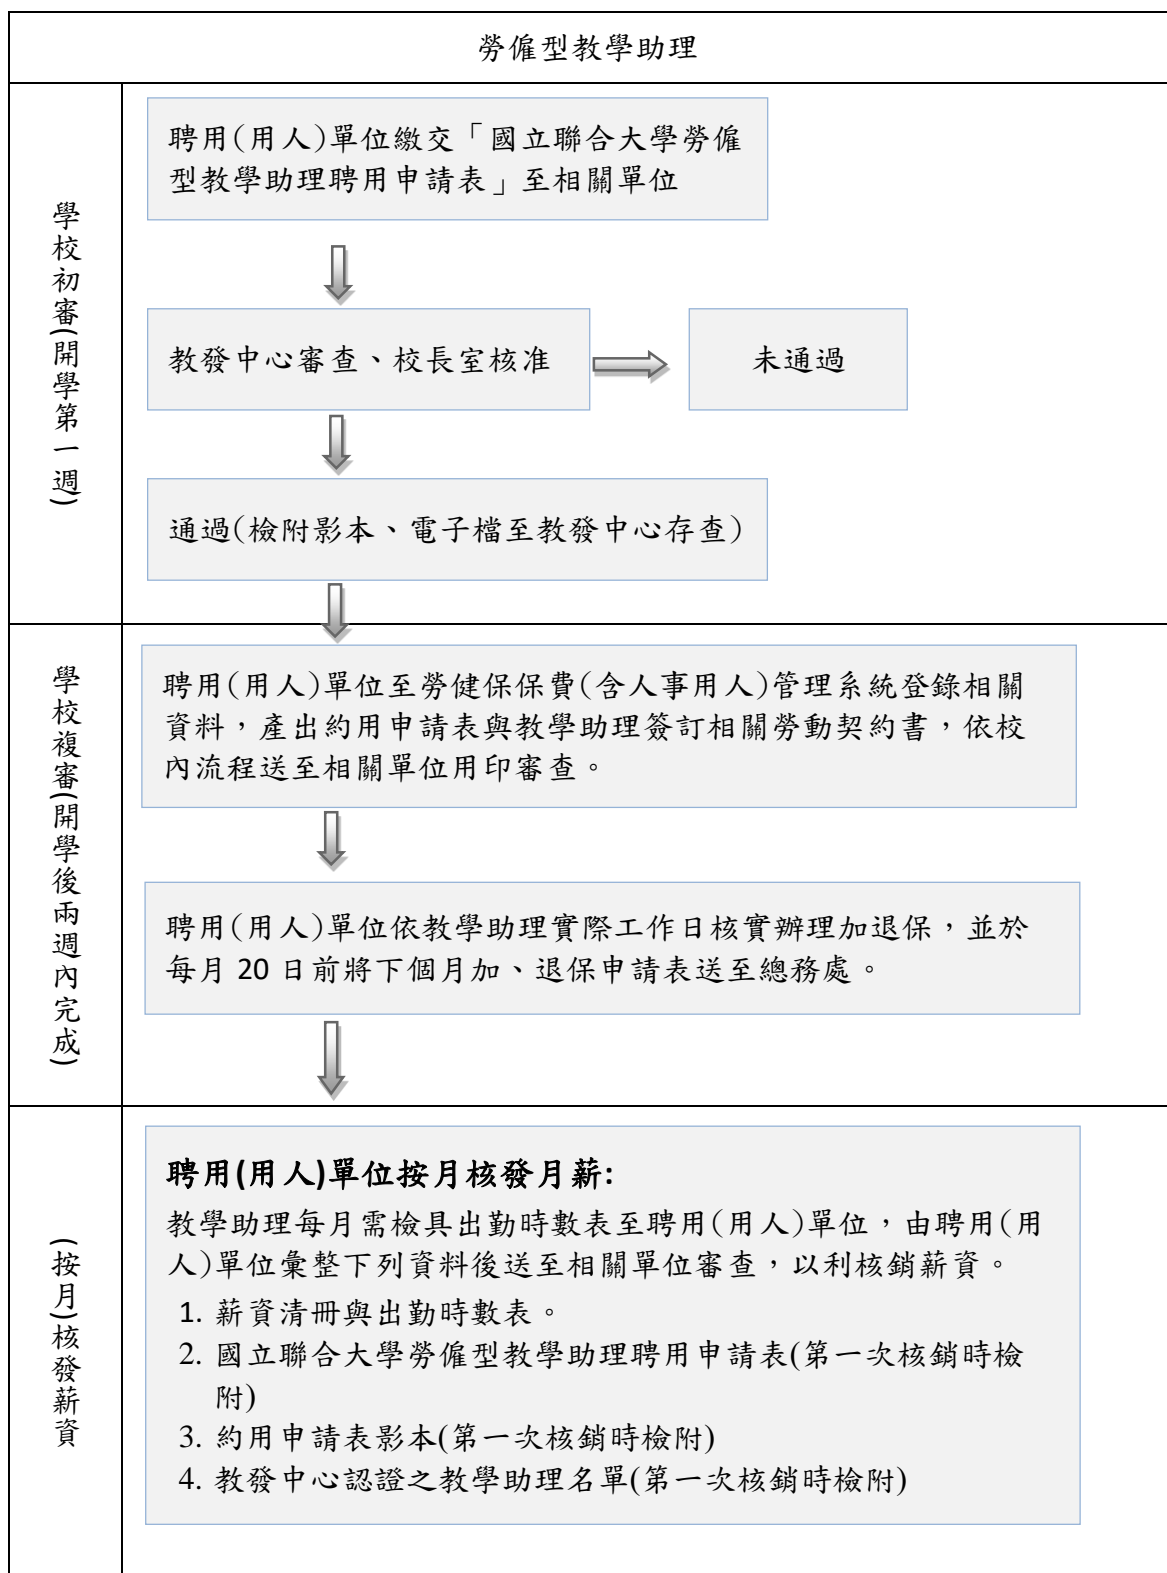 勞僱型教學助理
學校初審(開學第一週)
聘用(用人)單位繳交「國立聯合大學勞僱
型教學助理聘用申請表」至相關單位
教發中心審查、校長室核准
未通過
通過(檢附影本、電子檔至教發中心存查)
學校複審(開學後兩週內完成)
聘用(用人)單位至勞健保保費(含人事用人)管理系統登錄相關
資料，產出約用申請表與教學助理簽訂相關勞動契約書，依校
內流程送至相關單位用印審查。
聘用(用人)單位依教學助理實際工作日核實辦理加退保，並於
每月 20 日前將下個月加、退保申請表送至總務處。
(按月)核發薪資
聘用(用人)單位按月核發月薪:
教學助理每月需檢具出勤時數表至聘用(用人)單位，由聘用(用
人)單位彙整下列資料後送至相關單位審查，以利核銷薪資。
1. 薪資清冊與出勤時數表。
2. 國立聯合大學勞僱型教學助理聘用申請表(第一次核銷時檢
附)
3. 約用申請表影本(第一次核銷時檢附)
4. 教發中心認證之教學助理名單(第一次核銷時檢附)